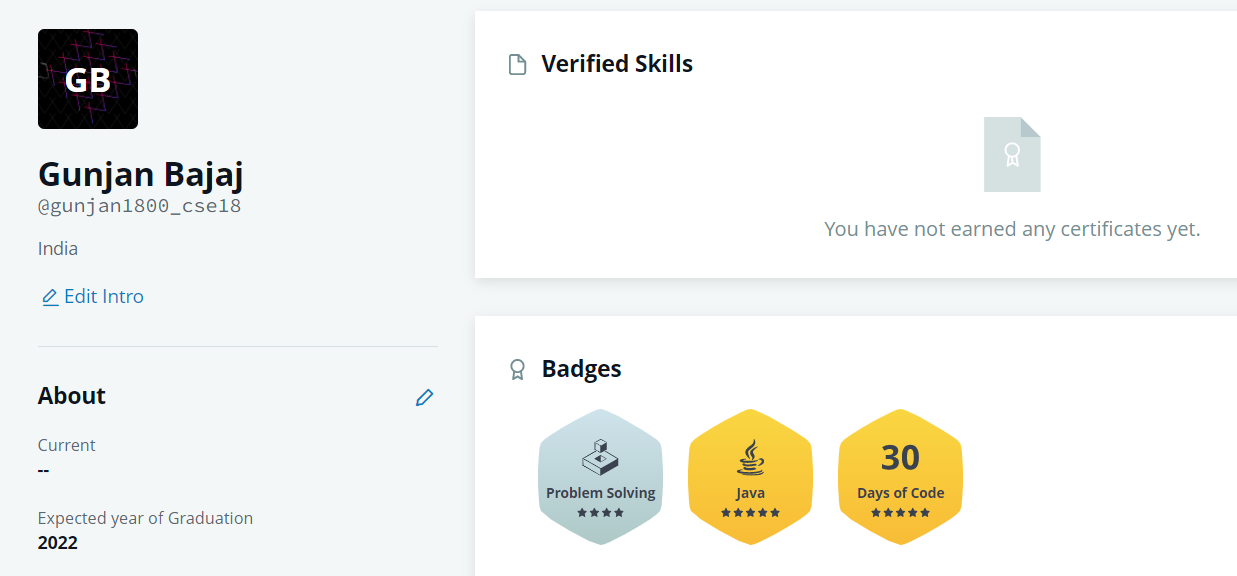 GB
Gunjan Bajaj
@gunjan1800_cse18
India
Edit Intro
About
Current
--
Expected year of Graduation
2022
Verified Skills
You have not earned any certificates yet.
Badges
Problem Solving
Java
30
Days of Code